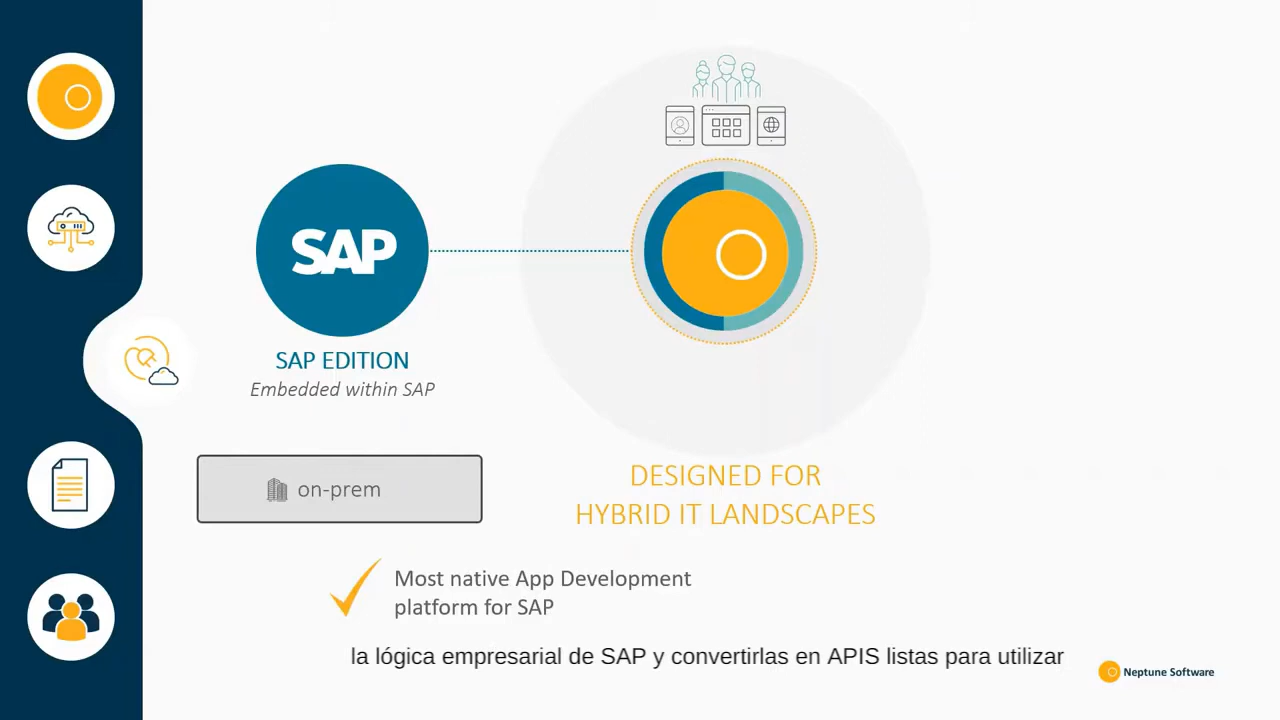 SAP
SAP EDITION
Embedded within SAP
on-prem
DESIGNED FOR
HYBRID IT LANDSCAPES
Most native App Development
platform for SAP
la lógica empresarial de SAP y convertirlas en APIS listas para utilizar
Neptune Software